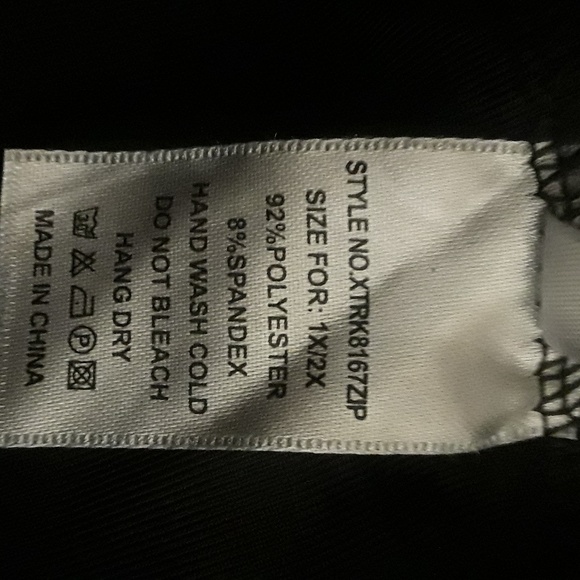 STYLE NO.XTRK8167ZIP
SIZE FOR: 1X/2X
92%POLYESTER
8%SPANDEX
HAND WASH COLD
DO NOT BLEACH
HANG DRY
P
MADE IN CHINA